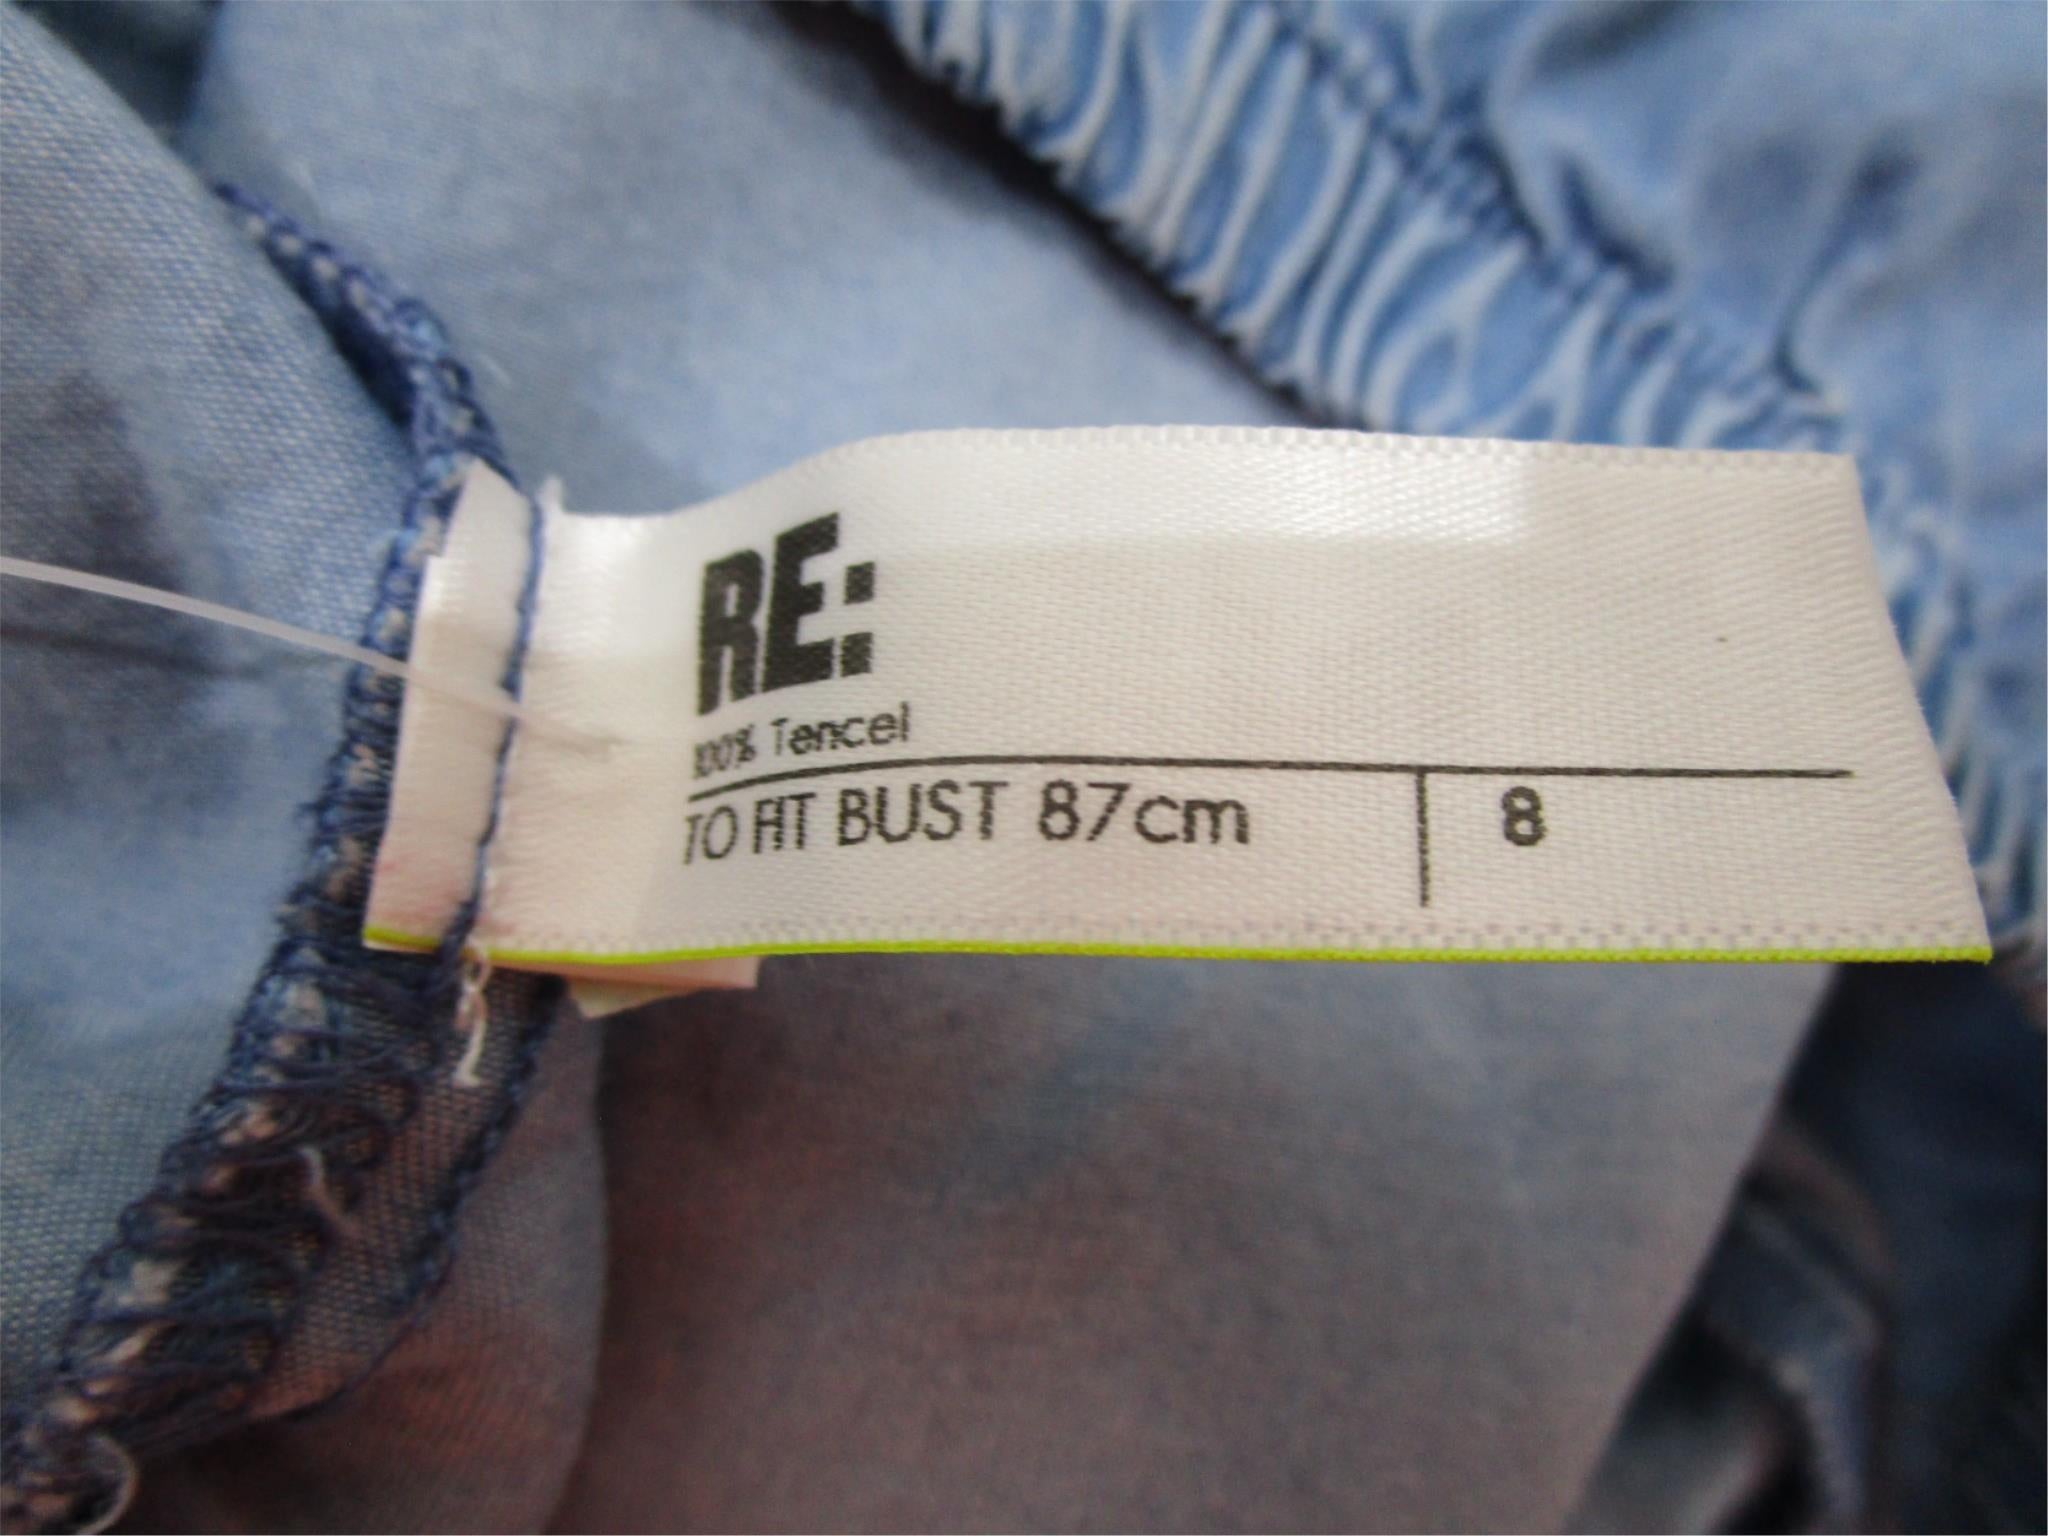 RE:
100% Tencel
TO FIT BUST 87cm 8